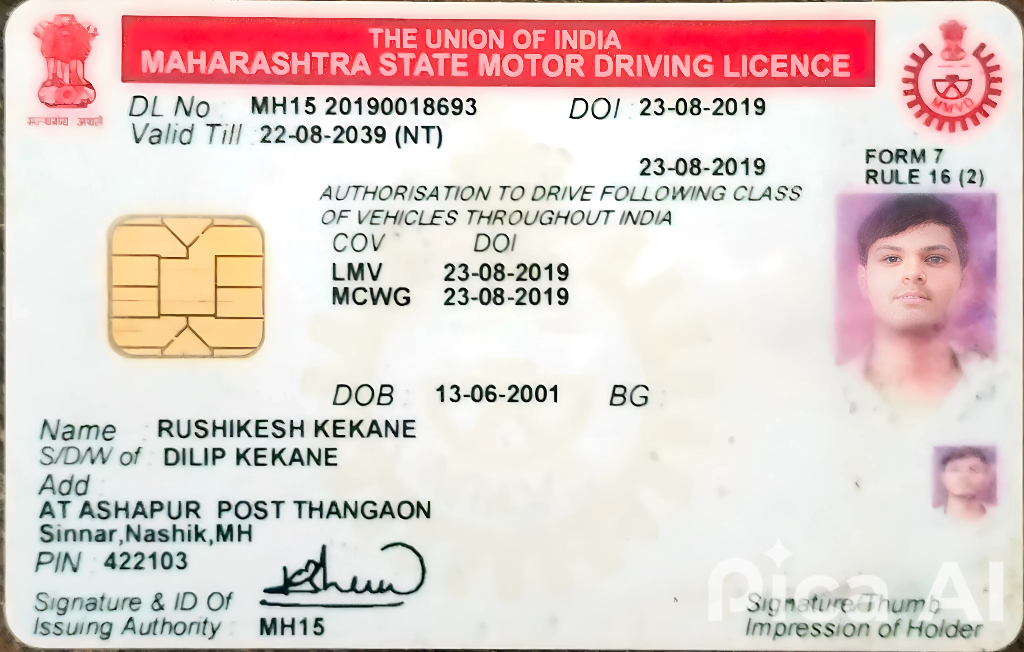 THE UNION OF INDIA
MAHARASHTRA STATE MOTOR DRIVING LICENCE
DL No : MH15 20190018693 DOI : 23-08-2019
Valid Till : 22-08-2039 (NT)
23-08-2019
FORM 7
RULE 16 (2)
AUTHORISATION TO DRIVE FOLLOWING CLASS
OF VEHICLES THROUGHOUT INDIA
COV DOI
LMV 23-08-2019
MCWG 23-08-2019
DOB : 13-06-2001 BG :
Name : RUSHIKESH KEKANE
S/D/W of : DILIP KEKANE
Add :
AT ASHAPUR POST THANGAON
Sinnar,Nashik,MH
PIN : 422103
Signature & ID Of
Issuing Authority : MH15
Signature/Thumb
Impression of Holder
MMVD
Pica AI